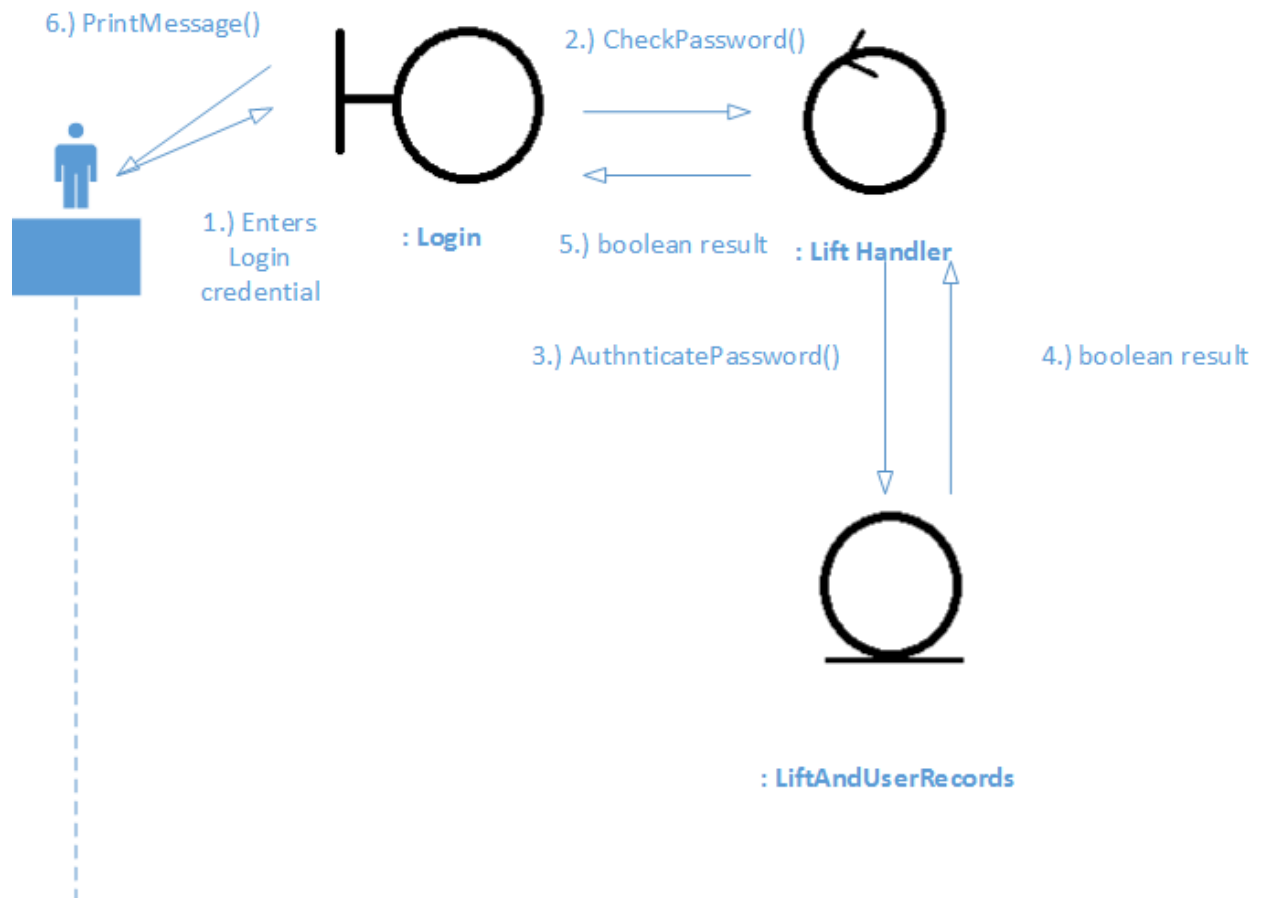 6.) PrintMessage()
2.) CheckPassword()
1.) Enters
Login
credential
: Login
5.) boolean result
: Lift Handler
3.) AuthnticatePassword()
4.) boolean result
: LiftAndUserRecords